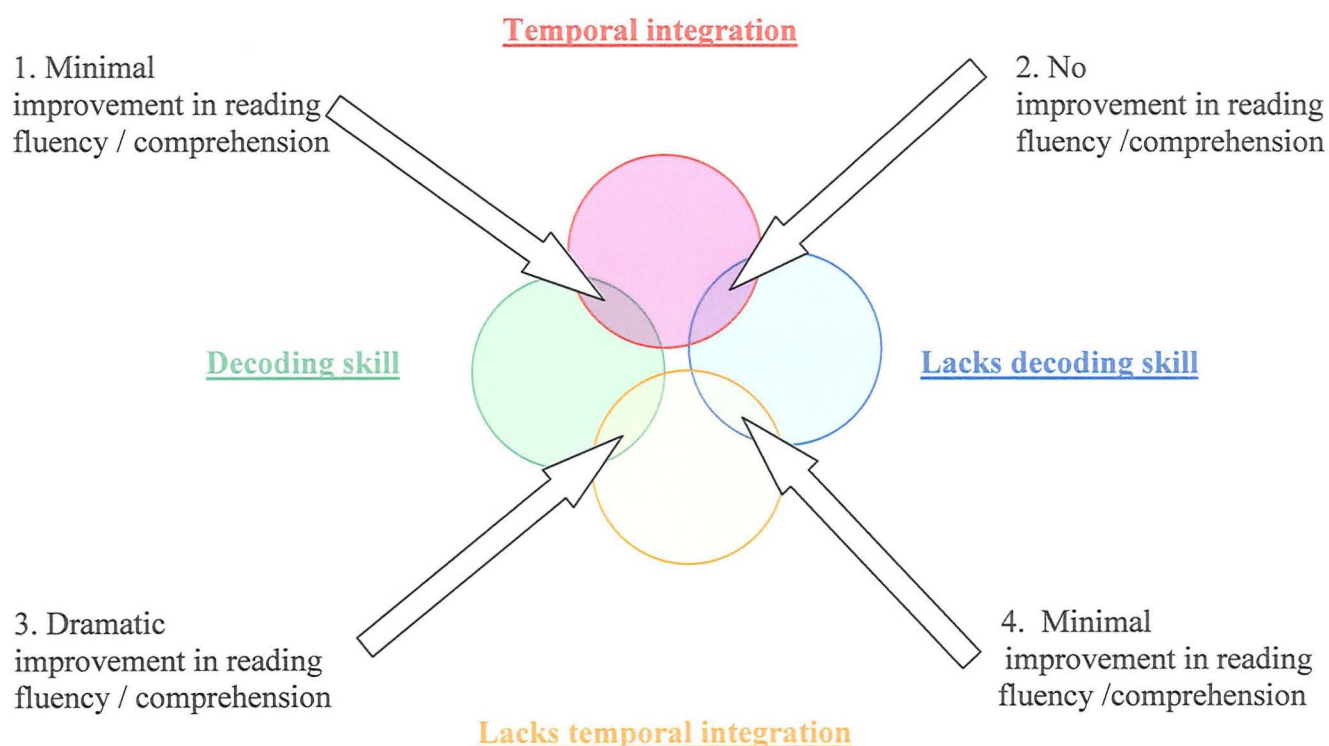 Temporal integration
1. Minimal
improvement in reading
fluency / comprehension
2. No
improvement in reading
fluency /comprehension
Decoding skill
Lacks decoding skill
3. Dramatic
improvement in reading
fluency / comprehension
4.  Minimal
improvement in reading
fluency /comprehension
Lacks temporal integration